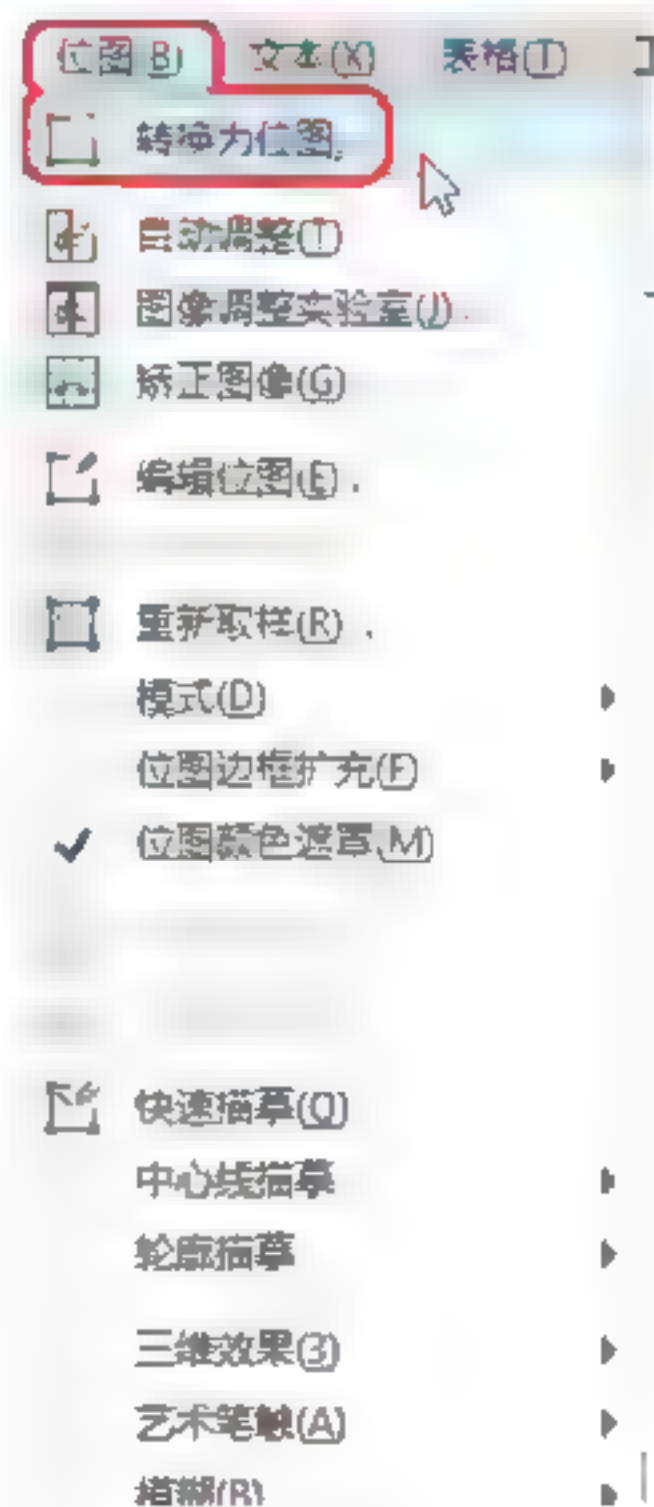 位图(B) 文本(X) 表格(T) 工
转换为位图
自动调整(T)
图像调整实验室(J)
矫正图像(G)
编辑位图(E)
重新取样(R)
模式(D)
位图边框扩充(F)
位图颜色遮罩(M)
快速描摹(Q)
中心线描摹
轮廓描摹
三维效果(3)
艺术笔触(A)
模糊(B)